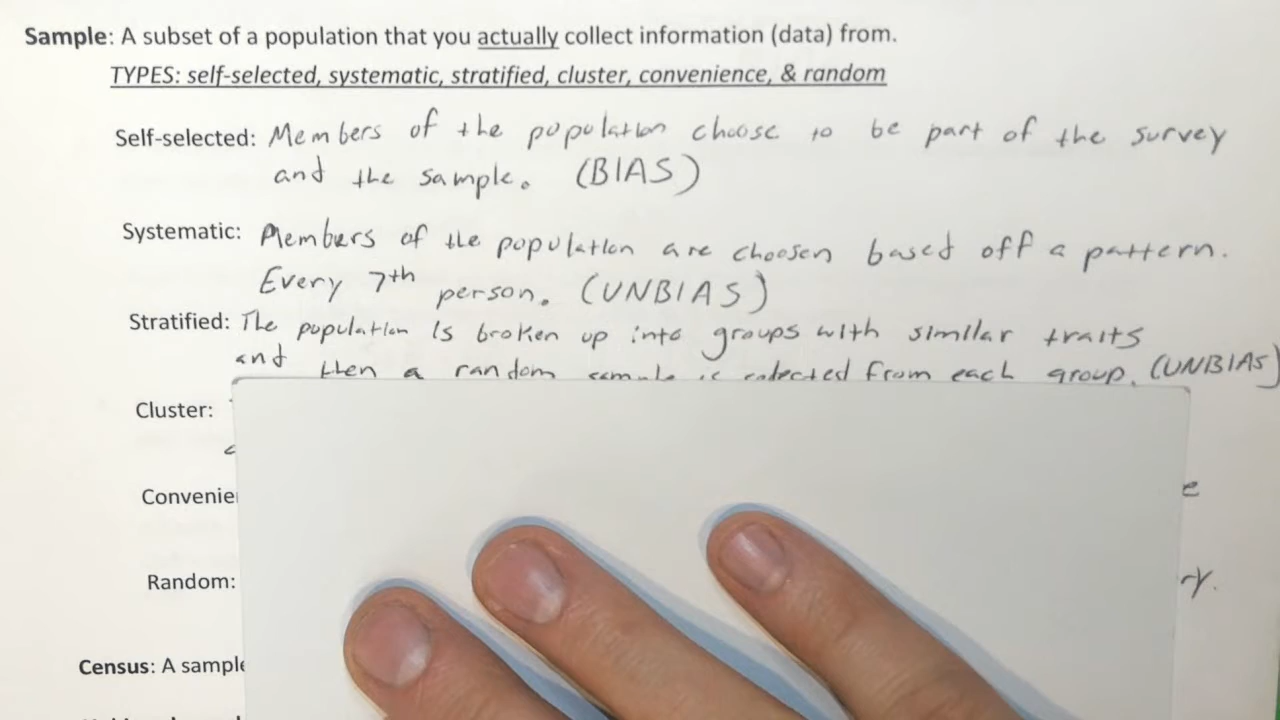 Sample: A subset of a population that you actually collect information (data) from.
TYPES: self-selected, systematic, stratified, cluster, convenience, & random
Self-selected: Members of the population choose to be part of the survey
and the sample. (BIAS)
Systematic: Members of the population are choosen based off a pattern.
Every 7th person. (UNBIAS)
Stratified: The population is broken up into groups with similar traits
and then a random sample is selected from each group. (UNBIAS)
Cluster:
Convenie
e
Random:
ry.
Census: A sample